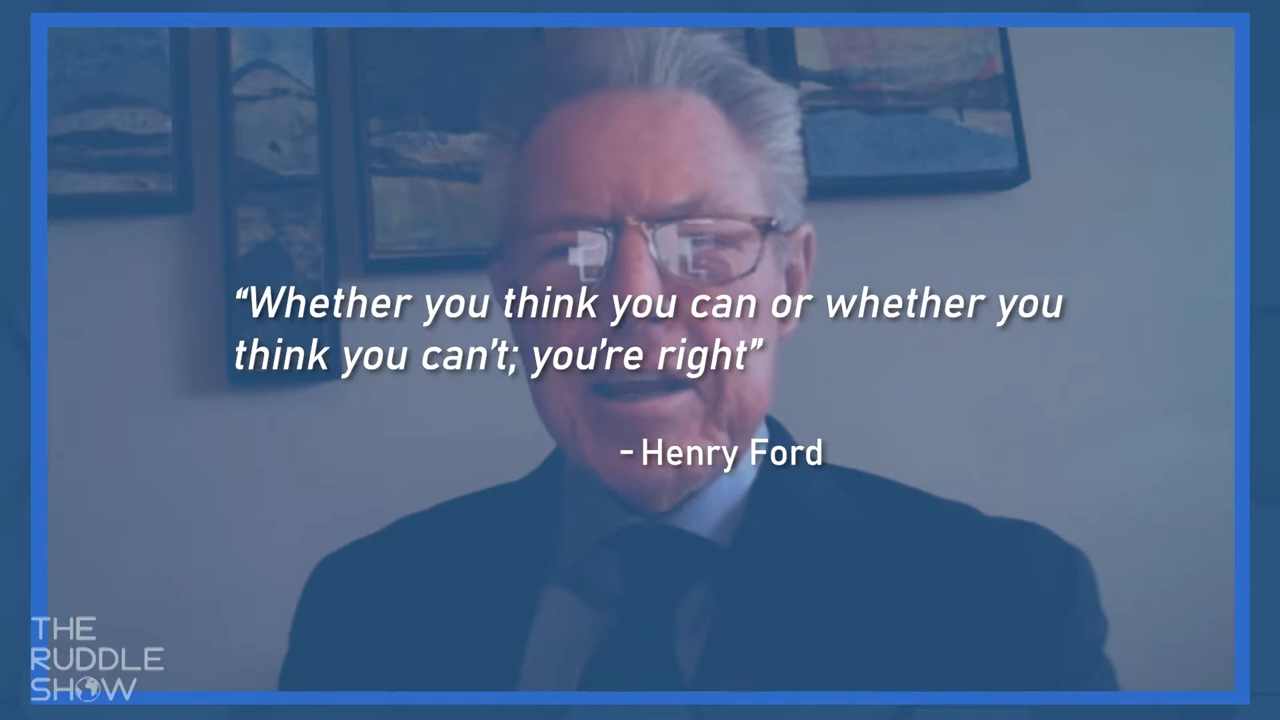 “Whether you think you can or whether you
think you can’t; you’re right”
- Henry Ford
THE
RUDDLE
SHOW